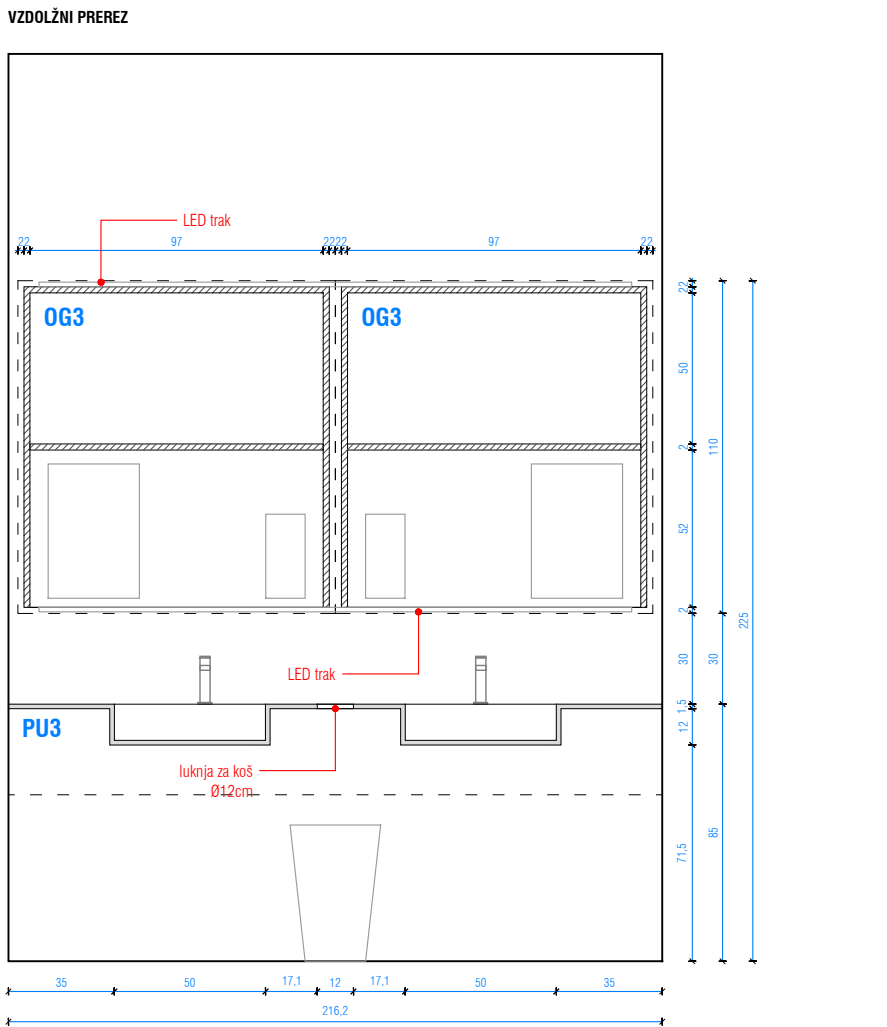 VZDOLŽNI PREREZ
LED trak
22 97 2222 97 22
OG3 OG3
22
50
2
110
52
225
2
LED trak
30 30
PU3
1,5
12
luknja za koš
Ø12cm
71,5
85
35 50 17,1 12 17,1 50 35
216,2